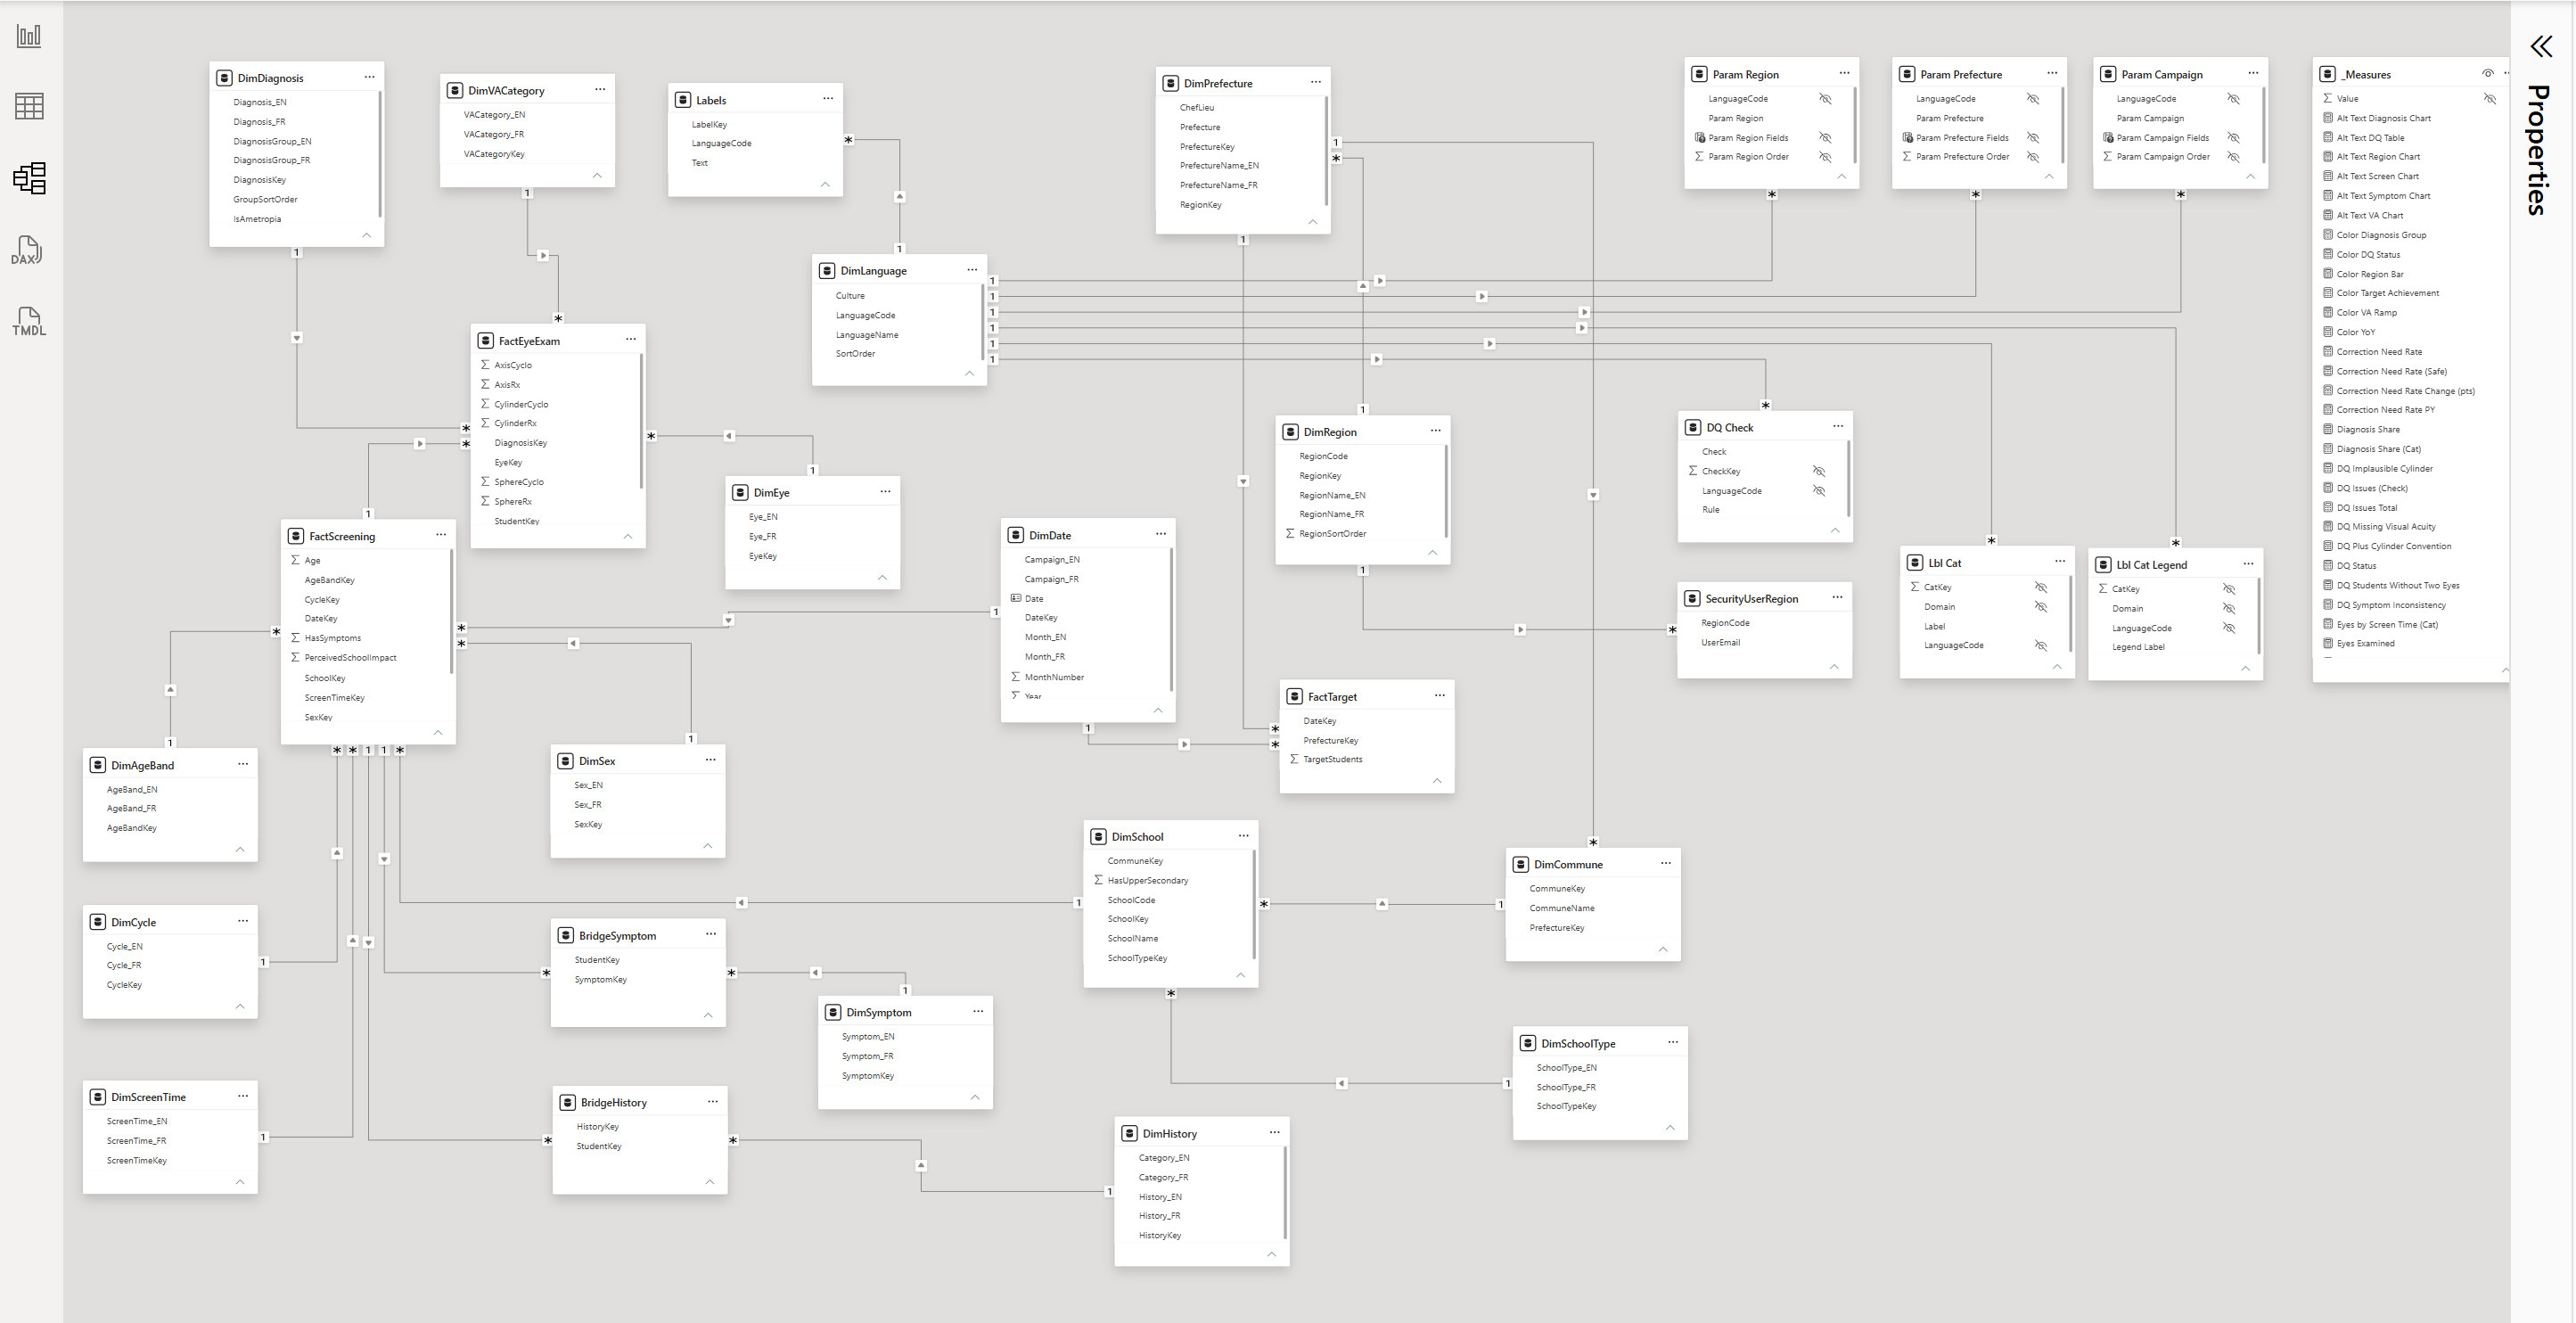 DimDiagnosis
Diagnosis_EN
Diagnosis_FR
DiagnosisGroup_EN
DiagnosisGroup_FR
DiagnosisKey
GroupSortOrder
IsAmetropia
DimVACategory
VACategory_EN
VACategory_FR
VACategoryKey
Labels
LabelKey
LanguageCode
Text
DimPrefecture
ChefLieu
Prefecture
PrefectureKey
PrefectureName_EN
PrefectureName_FR
RegionKey
Param Region
LanguageCode
Param Region
Param Region Fields
Param Region Order
Param Prefecture
LanguageCode
Param Prefecture
Param Prefecture Fields
Param Prefecture Order
Param Campaign
LanguageCode
Param Campaign
Param Campaign Fields
Param Campaign Order
_Measures
Value
Alt Text Diagnosis Chart
Alt Text DQ Table
Alt Text Region Chart
Alt Text Screen Chart
Alt Text Symptom Chart
Alt Text VA Chart
Color Diagnosis Group
Color DQ Status
Color Region Bar
Color Target Achievement
Color VA Ramp
Color YoY
Correction Need Rate
Correction Need Rate (Safe)
Correction Need Rate Change (pts)
Correction Need Rate PY
Diagnosis Share
Diagnosis Share (Cat)
DQ Implausible Cylinder
DQ Issues (Check)
DQ Issues Total
DQ Missing Visual Acuity
DQ Plus Cylinder Convention
DQ Status
DQ Students Without Two Eyes
DQ Symptom Inconsistency
Eyes by Screen Time (Cat)
Eyes Examined
Properties
DAX
TMDL
DimLanguage
Culture
LanguageCode
LanguageName
SortOrder
FactEyeExam
AxisCyclo
AxisRx
CylinderCyclo
CylinderRx
DiagnosisKey
EyeKey
SphereCyclo
SphereRx
StudentKey
DimEye
Eye_EN
Eye_FR
EyeKey
DimRegion
RegionCode
RegionKey
RegionName_EN
RegionName_FR
RegionSortOrder
DQ Check
Check
CheckKey
LanguageCode
Rule
FactScreening
Age
AgeBandKey
CycleKey
DateKey
HasSymptoms
PerceivedSchoolImpact
SchoolKey
ScreenTimeKey
SexKey
DimDate
Campaign_EN
Campaign_FR
Date
DateKey
Month_EN
Month_FR
MonthNumber
Year
SecurityUserRegion
RegionCode
UserEmail
Lbl Cat
CatKey
Domain
Label
LanguageCode
Lbl Cat Legend
CatKey
Domain
LanguageCode
Legend Label
FactTarget
DateKey
PrefectureKey
TargetStudents
DimAgeBand
AgeBand_EN
AgeBand_FR
AgeBandKey
DimSex
Sex_EN
Sex_FR
SexKey
DimSchool
CommuneKey
HasUpperSecondary
SchoolCode
SchoolKey
SchoolName
SchoolTypeKey
DimCommune
CommuneKey
CommuneName
PrefectureKey
DimCycle
Cycle_EN
Cycle_FR
CycleKey
BridgeSymptom
StudentKey
SymptomKey
DimSymptom
Symptom_EN
Symptom_FR
SymptomKey
DimSchoolType
SchoolType_EN
SchoolType_FR
SchoolTypeKey
DimScreenTime
ScreenTime_EN
ScreenTime_FR
ScreenTimeKey
BridgeHistory
HistoryKey
StudentKey
DimHistory
Category_EN
Category_FR
History_EN
History_FR
HistoryKey